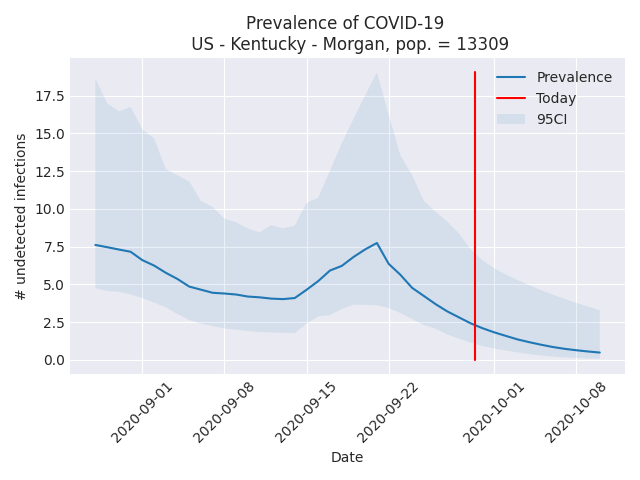 Prevalence of COVID-19
US - Kentucky - Morgan, pop. = 13309
Prevalence
Today
95CI
17.5
15.0
12.5
10.0
7.5
5.0
2.5
0.0
# undetected infections
2020-09-01
2020-09-08
2020-09-15
2020-09-22
2020-10-01
2020-10-08
Date